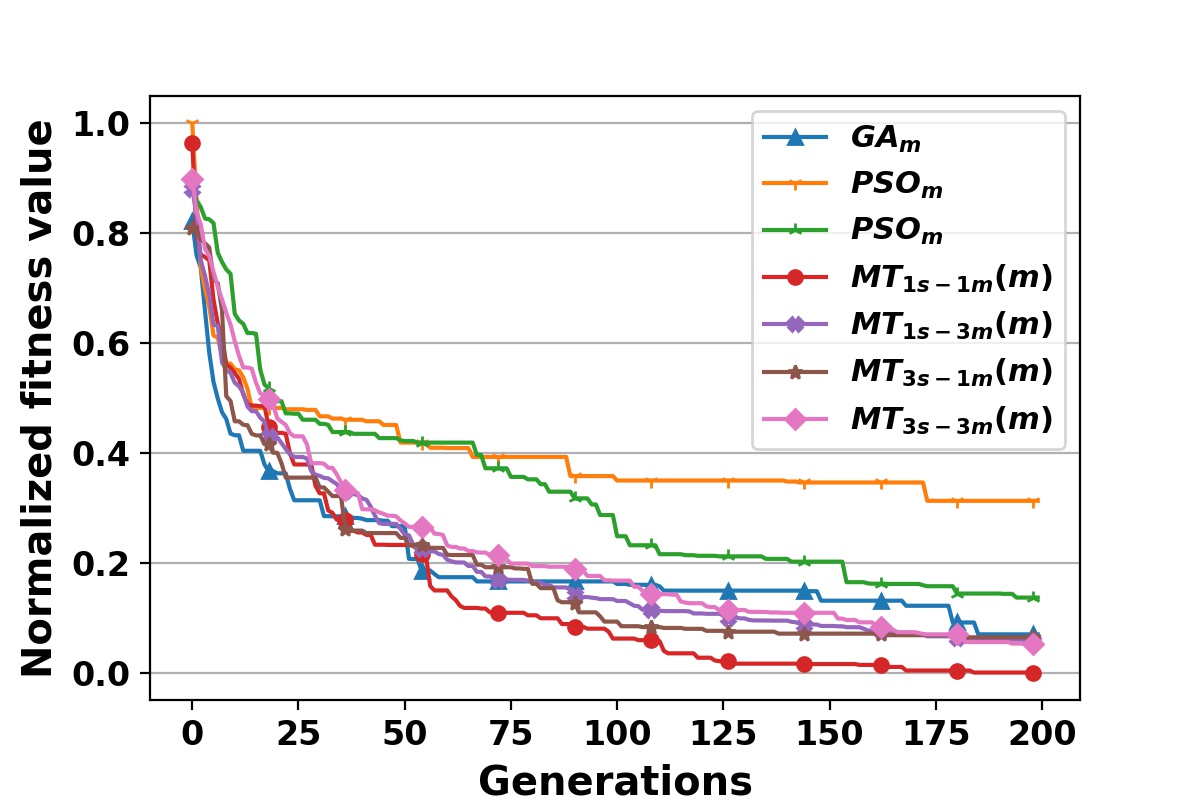 Normalized fitness value
1.0
0.8
0.6
0.4
0.2
0.0
GAm
PSOm
PSOm
MT1s−1m(m)
MT1s−3m(m)
MT3s−1m(m)
MT3s−3m(m)
0 25 50 75 100 125 150 175 200
Generations